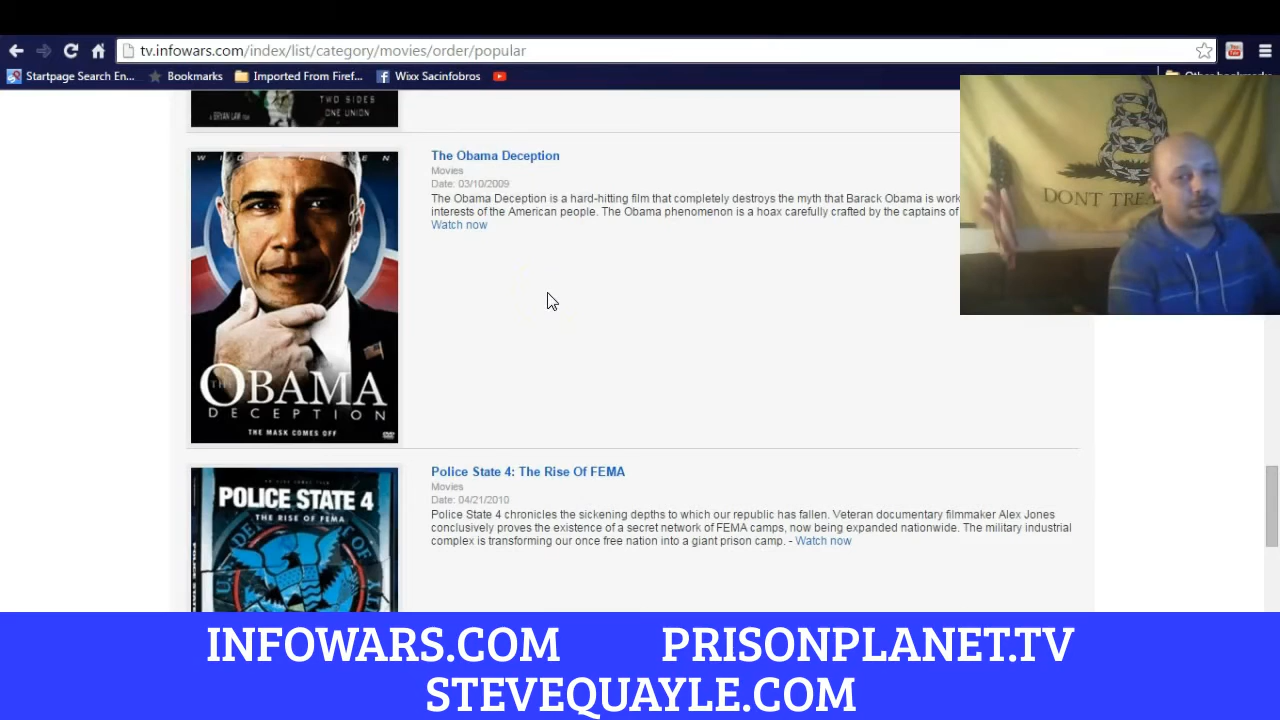 tv.infowars.com/index/list/category/movies/order/popular
Startpage Search En...
Bookmarks
Imported From Firef...
Wixx Sacinfobros
TWO SIDES
ONE UNION
The Obama Deception
Movies
Date: 03/10/2009
The Obama Deception is a hard-hitting film that completely destroys the myth that Barack Obama is work
interests of the American people. The Obama phenomenon is a hoax carefully crafted by the captains of
Watch now
DONT TREA
WIDESCREEN
THE OBAMA
DECEPTION
THE MASK COMES OFF
Police State 4: The Rise Of FEMA
Movies
Date: 04/21/2010
Police State 4 chronicles the sickening depths to which our republic has fallen. Veteran documentary filmmaker Alex Jones
conclusively proves the existence of a secret network of FEMA camps, now being expanded nationwide. The military industrial
complex is transforming our once free nation into a giant prison camp. - Watch now
POLICE STATE 4
THE RISE OF FEMA
INFOWARS.COM PRISONPLANET.TV
STEVEQUAYLE.COM